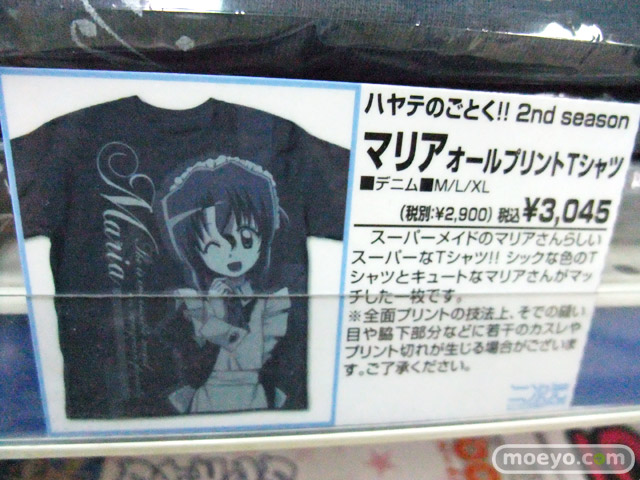 ハヤテのごとく!! 2nd season
マリアオールプリントTシャツ
■デニム■M/L/XL
(税別:¥2,900) 税込¥3,045
スーパーメイドのマリアさんらしい
スーパーなTシャツ!! シックな色のT
シャツとキュートなマリアさんがマッ
チした一枚です。
※全面プリントの技法上、そでの縫い
目や脇下部分などに若干のカスレや
プリント切れが生じる場合がございま
す。ご了承ください。
Maria
moeyo.com